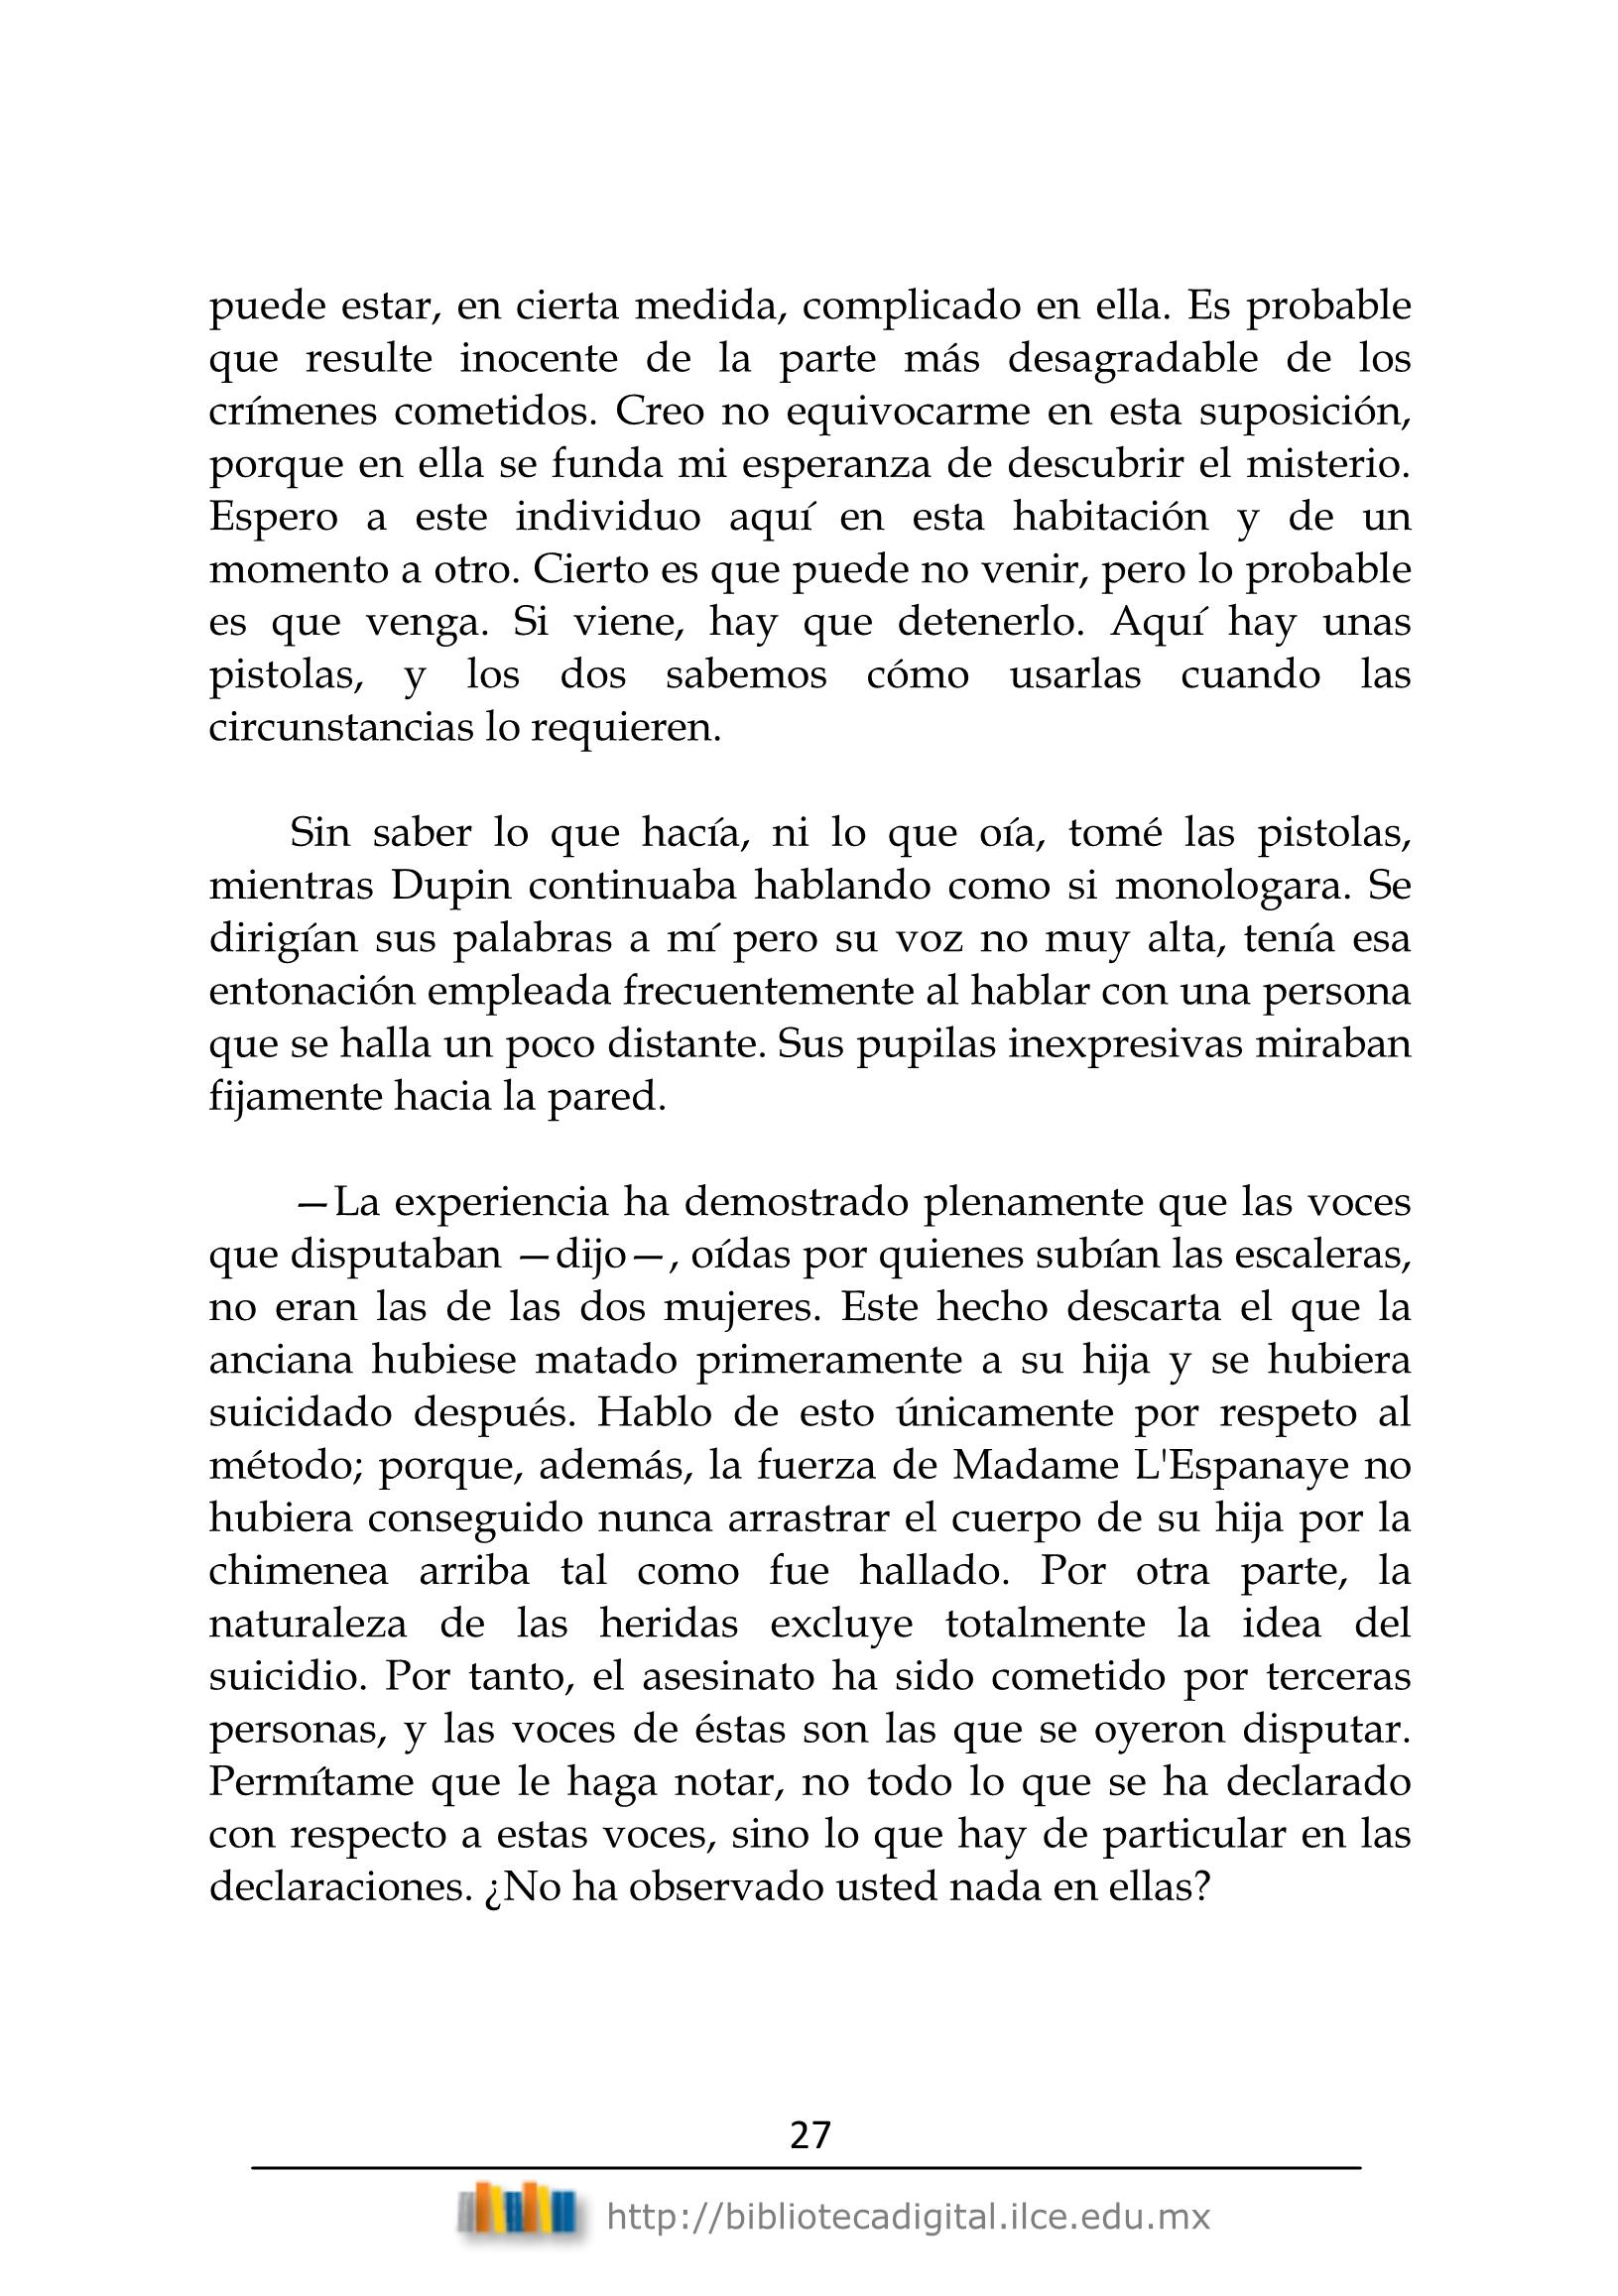 puede estar, en cierta medida, complicado en ella. Es probable
que resulte inocente de la parte más desagradable de los
crímenes cometidos. Creo no equivocarme en esta suposición,
porque en ella se funda mi esperanza de descubrir el misterio.
Espero a este individuo aquí en esta habitación y de un
momento a otro. Cierto es que puede no venir, pero lo probable
es que venga. Si viene, hay que detenerlo. Aquí hay unas
pistolas, y los dos sabemos cómo usarlas cuando las
circunstancias lo requieren.
Sin saber lo que hacía, ni lo que oía, tomé las pistolas,
mientras Dupin continuaba hablando como si monologara. Se
dirigían sus palabras a mí pero su voz no muy alta, tenía esa
entonación empleada frecuentemente al hablar con una persona
que se halla un poco distante. Sus pupilas inexpresivas miraban
fijamente hacia la pared.
—La experiencia ha demostrado plenamente que las voces
que disputaban —dijo—, oídas por quienes subían las escaleras,
no eran las de las dos mujeres. Este hecho descarta el que la
anciana hubiese matado primeramente a su hija y se hubiera
suicidado después. Hablo de esto únicamente por respeto al
método; porque, además, la fuerza de Madame L'Espanaye no
hubiera conseguido nunca arrastrar el cuerpo de su hija por la
chimenea arriba tal como fue hallado. Por otra parte, la
naturaleza de las heridas excluye totalmente la idea del
suicidio. Por tanto, el asesinato ha sido cometido por terceras
personas, y las voces de éstas son las que se oyeron disputar.
Permítame que le haga notar, no todo lo que se ha declarado
con respecto a estas voces, sino lo que hay de particular en las
declaraciones. ¿No ha observado usted nada en ellas?
27
http://bibliotecadigital.ilce.edu.mx